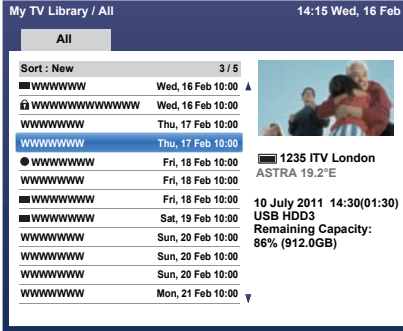 My TV Library / All 14:15 Wed, 16 Feb
All
Sort : New 3 / 5
WWWWWW Wed, 16 Feb 10:00
WWWWWWWWWWWW Wed, 16 Feb 10:00
WWWWWWW Thu, 17 Feb 10:00
WWWWWWWW Thu, 17 Feb 10:00
WWWWWWW Fri, 18 Feb 10:00
WWWWWWW Fri, 18 Feb 10:00
WWWWWWW Fri, 18 Feb 10:00
WWWWWWW Sat, 19 Feb 10:00
WWWWWWW Sun, 20 Feb 10:00
WWWWWWW Sun, 20 Feb 10:00
WWWWWWW Sun, 20 Feb 10:00
WWWWWWW Mon, 21 Feb 10:00
1235 ITV London
ASTRA 19.2°E
10 July 2011 14:30(01:30)
USB HDD3
Remaining Capacity:
86% (912.0GB)